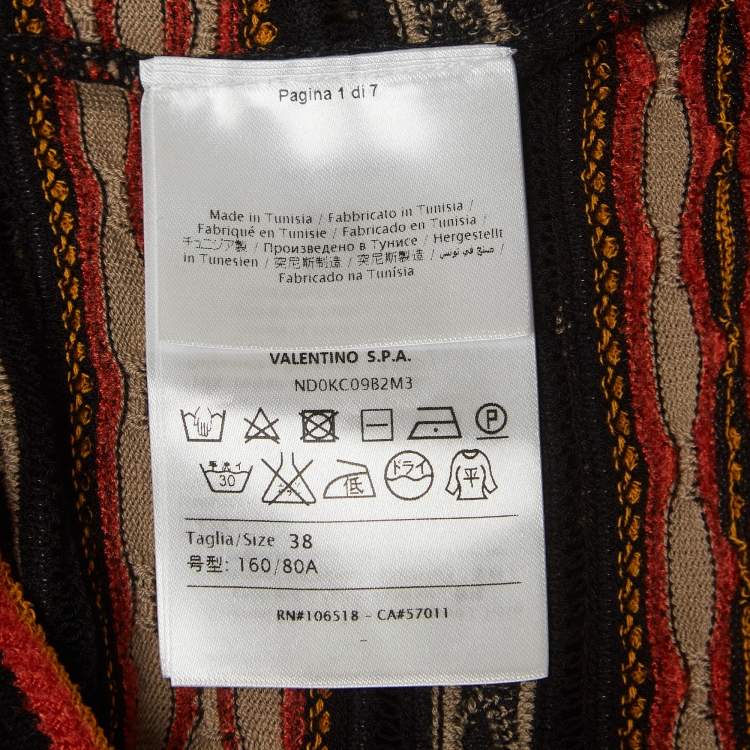 Pagina 1 di 7
Made in Tunisia / Fabbricato in Tunisia /
Fabriqué en Tunisie / Fabricado en Tunisia /
チュニジア製 / Произведено в Тунисе / Hergestellt
in Tunesien / 突尼斯制造 / 突尼斯製造 / صنع في تونس /
Fabricado na Tunísia
VALENTINO S.P.A.
ND0KC09B2M3
P
手洗イ
30
低
ドライ
平
Taglia/Size 38
号型: 160/80A
RN#106518 - CA#57011